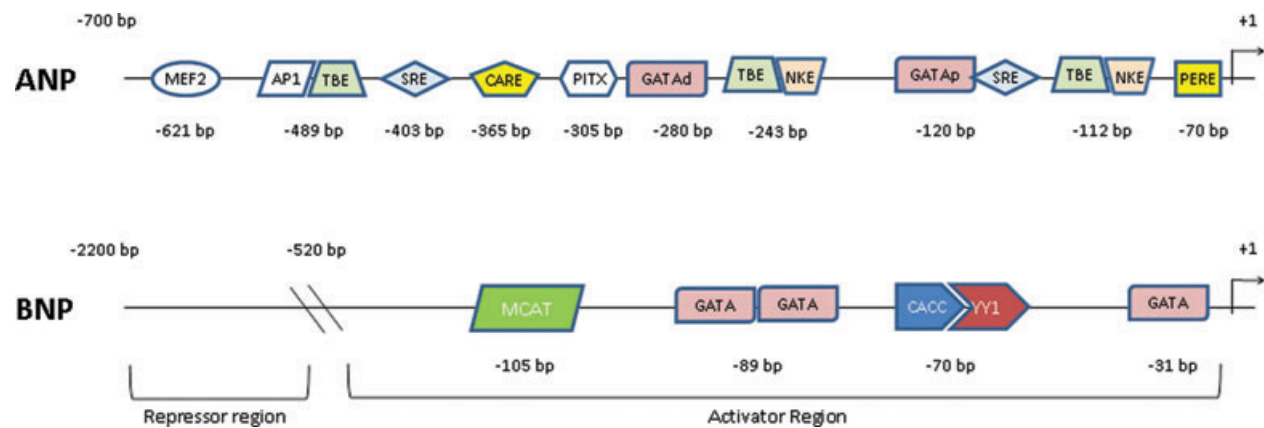 -700 bp +1
ANP MEF2 AP1 TBE SRE CARE PITX GATAd TBE NKE GATAp SRE TBE NKE PERE
-621 bp -489 bp -403 bp -365 bp -305 bp -280 bp -243 bp -120 bp -112 bp -70 bp
-2200 bp -520 bp +1
BNP MCAT GATA GATA CACC YY1 GATA
-105 bp -89 bp -70 bp -31 bp
Repressor region Activator Region